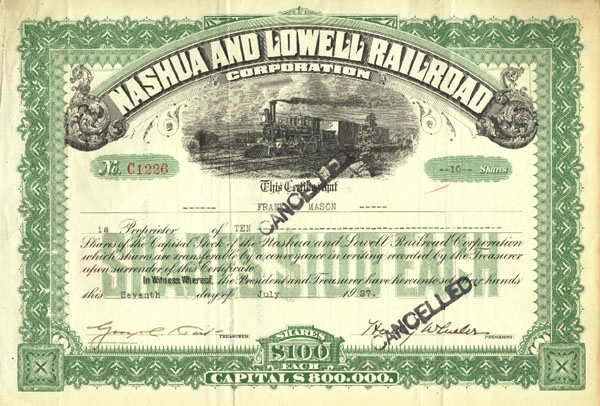 NASHUA AND LOWELL RAILROAD
CORPORATION
No. C1226
--10-- Shares
This Certifies that
FRANK MASON
is Proprietor of TEN
Shares of the Capital Stock of the Nashua and Lowell Railroad Corporation
which shares are transferable by a conveyance in writing recorded by the Treasurer
upon surrender of this Certificate.
In Witness Whereof, the President and Treasurer have hereunto set their hands
this Seventh day of July 1927.
CANCELLED
CANCELLED
TREASURER.
PRESIDENT.
SHARES
$100
EACH
CAPITAL $800.000.